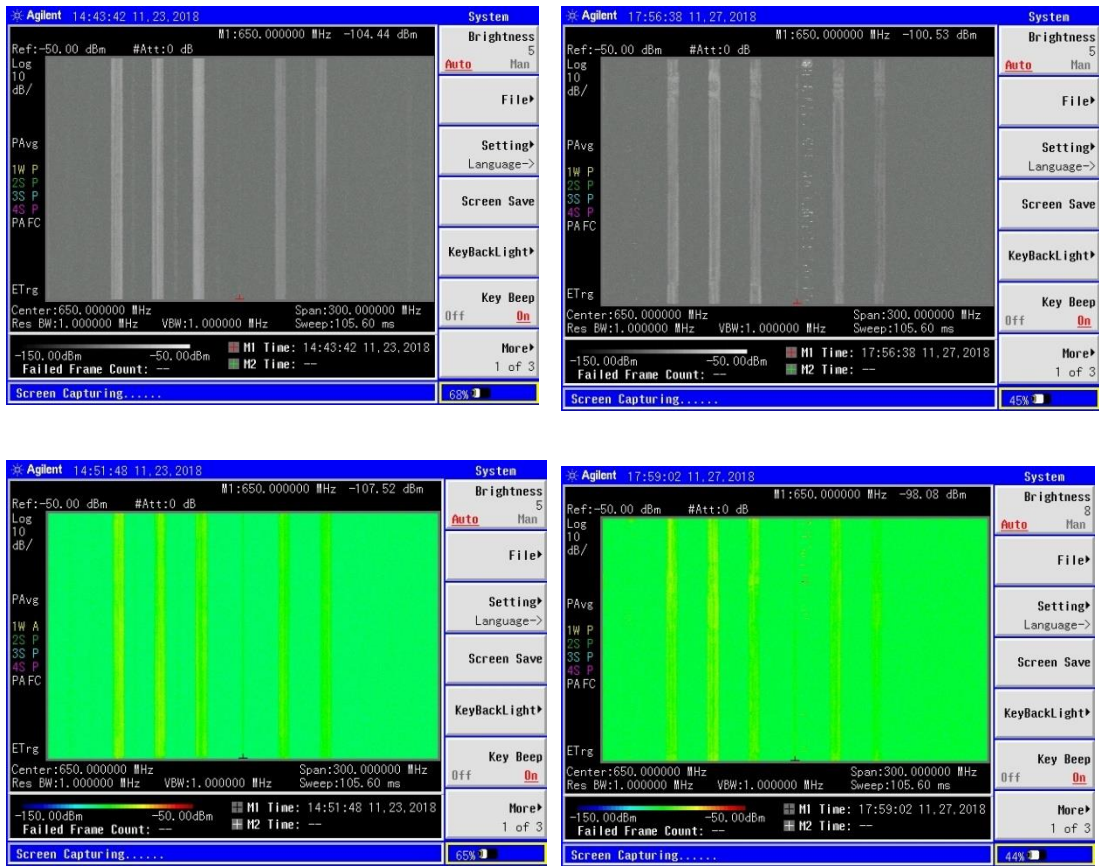 Agilent 14:43:42 11,23,2018 System
M1:650.000000 MHz -104.44 dBm
Ref:-50.00 dBm #Att:0 dB
Log
10
dB/
PAvg
1W P
2S P
3S P
4S P
PA FC
ETrg
Center:650.000000 MHz Span:300.000000 MHz
Res BW:1.000000 MHz VBW:1.000000 MHz Sweep:105.60 ms
-150.00dBm -50.00dBm M1 Time: 14:43:42 11,23,2018
Failed Frame Count: -- M2 Time: --
Screen Capturing...... 68%
Brightness
5
Auto Man
File
Setting
Language->
Screen Save
KeyBackLight
Key Beep
Off On
More
1 of 3
Agilent 17:56:38 11,27,2018 System
M1:650.000000 MHz -100.53 dBm
Ref:-50.00 dBm #Att:0 dB
Log
10
dB/
PAvg
1W P
2S P
3S P
4S P
PA FC
ETrg
Center:650.000000 MHz Span:300.000000 MHz
Res BW:1.000000 MHz VBW:1.000000 MHz Sweep:105.60 ms
-150.00dBm -50.00dBm M1 Time: 17:56:38 11,27,2018
Failed Frame Count: -- M2 Time: --
Screen Capturing...... 45%
Brightness
5
Auto Man
File
Setting
Language->
Screen Save
KeyBackLight
Key Beep
Off On
More
1 of 3
Agilent 14:51:48 11,23,2018 System
M1:650.000000 MHz -107.52 dBm
Ref:-50.00 dBm #Att:0 dB
Log
10
dB/
PAvg
1W A
2S P
3S P
4S P
PA FC
ETrg
Center:650.000000 MHz Span:300.000000 MHz
Res BW:1.000000 MHz VBW:1.000000 MHz Sweep:105.60 ms
-150.00dBm -50.00dBm M1 Time: 14:51:48 11,23,2018
Failed Frame Count: -- M2 Time: --
Screen Capturing...... 65%
Brightness
5
Auto Man
File
Setting
Language->
Screen Save
KeyBackLight
Key Beep
Off On
More
1 of 3
Agilent 17:59:02 11,27,2018 System
M1:650.000000 MHz -98.08 dBm
Ref:-50.00 dBm #Att:0 dB
Log
10
dB/
PAvg
1W P
2S P
3S P
4S P
PA FC
ETrg
Center:650.000000 MHz Span:300.000000 MHz
Res BW:1.000000 MHz VBW:1.000000 MHz Sweep:105.60 ms
-150.00dBm -50.00dBm M1 Time: 17:59:02 11,27,2018
Failed Frame Count: -- M2 Time: --
Screen Capturing...... 44%
Brightness
8
Auto Man
File
Setting
Language->
Screen Save
KeyBackLight
Key Beep
Off On
More
1 of 3